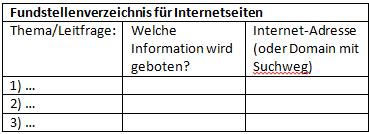 Fundstellenverzeichnis für Internetseiten
Thema/Leitfrage: Welche Information wird geboten? Internet-Adresse (oder Domain mit Suchweg)
1) ...
2) ...
3) ...